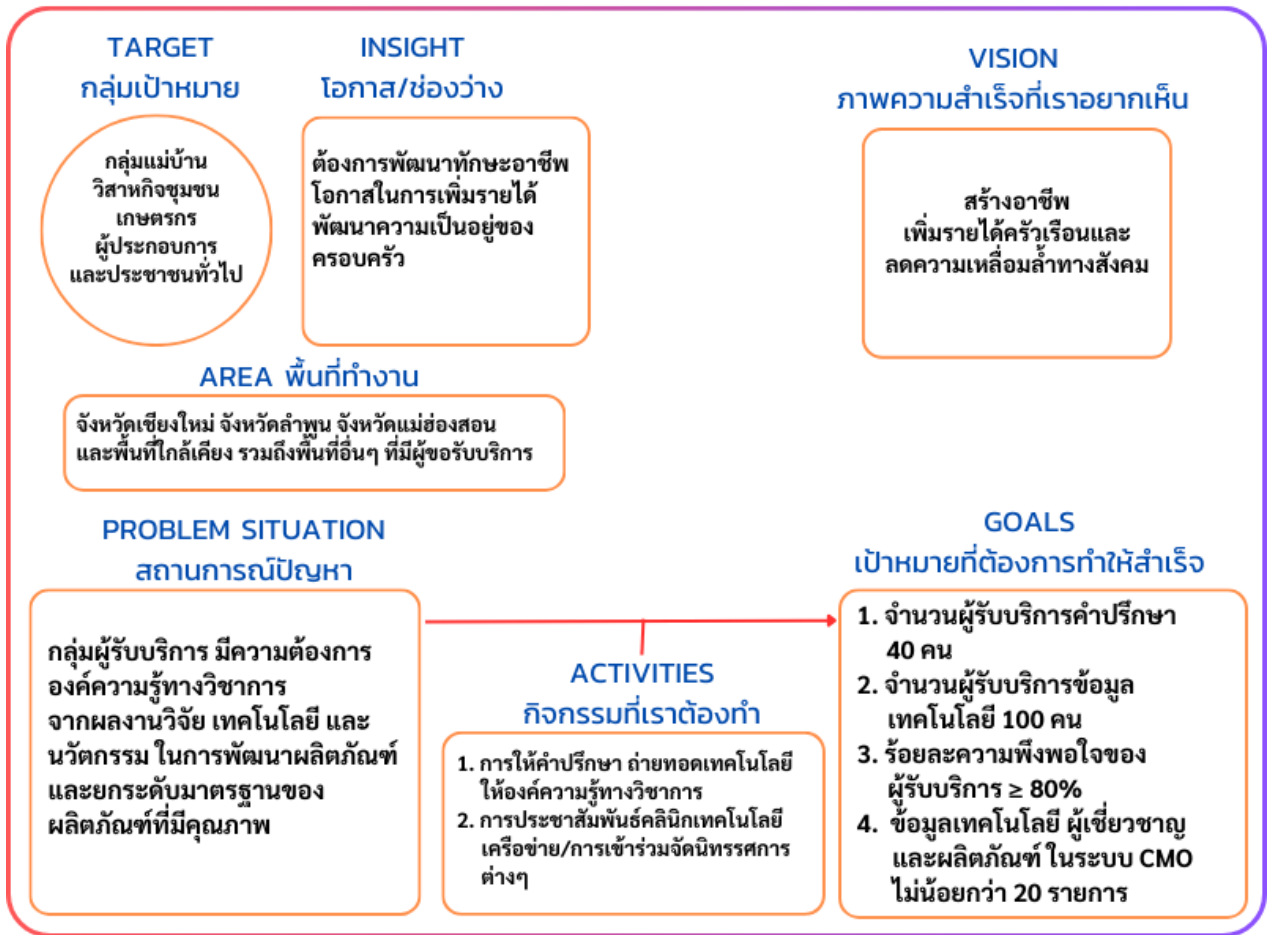 TARGET
กลุ่มเป้าหมาย
กลุ่มแม่บ้าน
วิสาหกิจชุมชน
เกษตรกร
ผู้ประกอบการ
และประชาชนทั่วไป
INSIGHT
โอกาส/ช่องว่าง
ต้องการพัฒนาทักษะอาชีพ
โอกาสในการเพิ่มรายได้
พัฒนาความเป็นอยู่ของ
ครอบครัว
VISION
ภาพความสำเร็จที่เราอยากเห็น
สร้างอาชีพ
เพิ่มรายได้ครัวเรือนและ
ลดความเหลื่อมล้ำทางสังคม
AREA พื้นที่ทำงาน
จังหวัดเชียงใหม่ จังหวัดลำพูน จังหวัดแม่ฮ่องสอน
และพื้นที่ใกล้เคียง รวมถึงพื้นที่อื่นๆ ที่มีผู้ขอรับบริการ
PROBLEM SITUATION
สถานการณ์ปัญหา
กลุ่มผู้รับบริการ มีความต้องการ
องค์ความรู้ทางวิชาการ
จากผลงานวิจัย เทคโนโลยี และ
นวัตกรรม ในการพัฒนาผลิตภัณฑ์
และยกระดับมาตรฐานของ
ผลิตภัณฑ์ที่มีคุณภาพ
ACTIVITIES
กิจกรรมที่เราต้องทำ
1. การให้คำปรึกษา ถ่ายทอดเทคโนโลยี
ให้องค์ความรู้ทางวิชาการ
2. การประชาสัมพันธ์คลินิกเทคโนโลยี
เครือข่าย/การเข้าร่วมจัดนิทรรศการ
ต่างๆ
GOALS
เป้าหมายที่ต้องการทำให้สำเร็จ
1. จำนวนผู้รับบริการคำปรึกษา
40 คน
2. จำนวนผู้รับบริการข้อมูล
เทคโนโลยี 100 คน
3. ร้อยละความพึงพอใจของ
ผู้รับบริการ ≥ 80%
4. ข้อมูลเทคโนโลยี ผู้เชี่ยวชาญ
และผลิตภัณฑ์ ในระบบ CMO
ไม่น้อยกว่า 20 รายการ